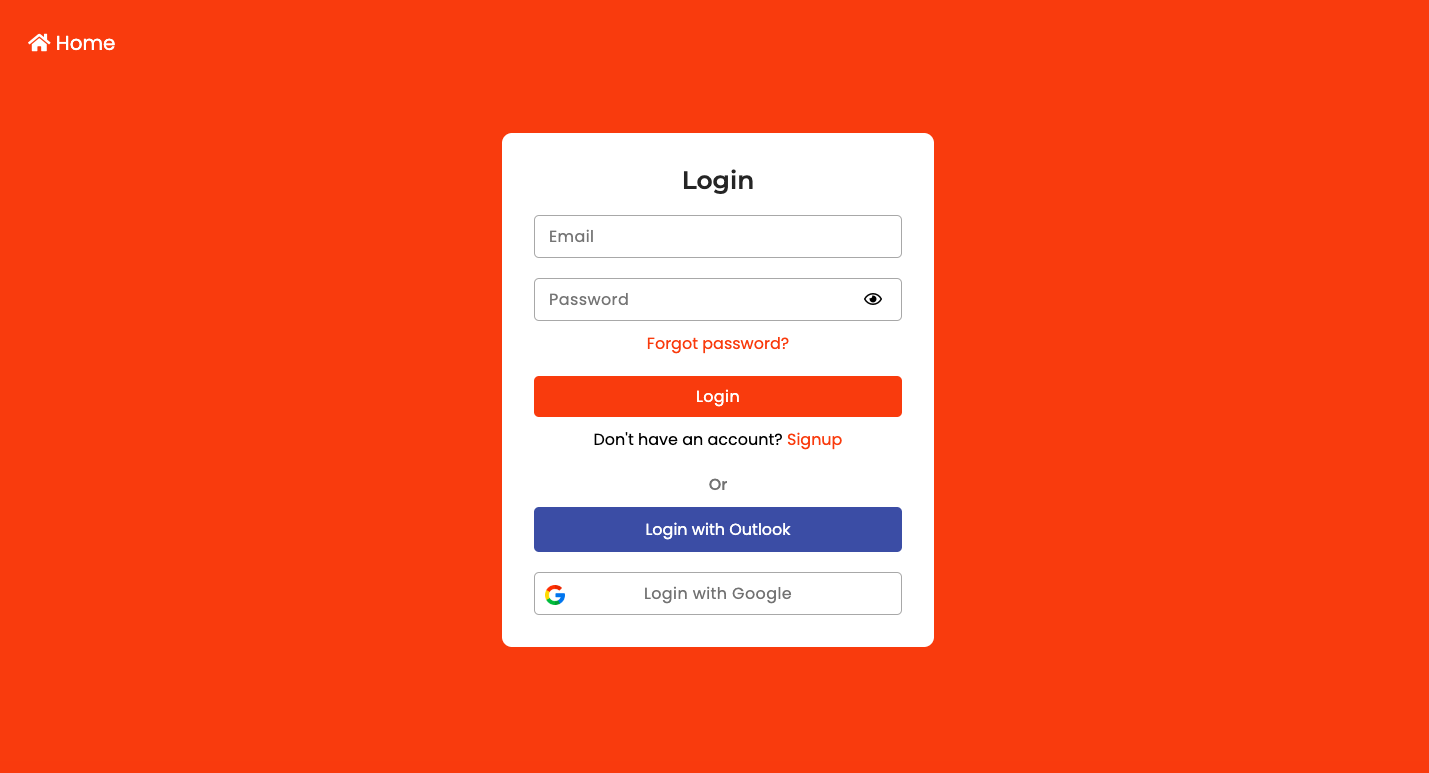 Home
Login
Email
Password
Forgot password?
Login
Don't have an account? Signup
Or
Login with Outlook
Login with Google